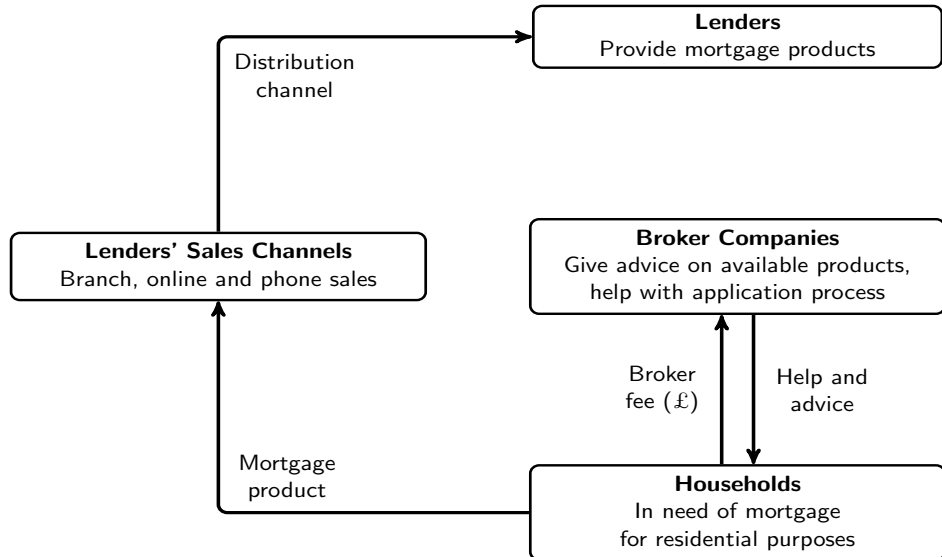 Lenders
Provide mortgage products
Distribution
channel
Lenders' Sales Channels
Branch, online and phone sales
Broker Companies
Give advice on available products,
help with application process
Broker
fee (£)
Help and
advice
Mortgage
product
Households
In need of mortgage
for residential purposes